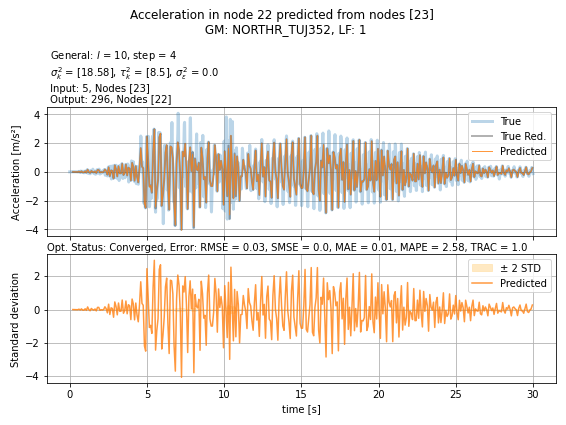 Acceleration in node 22 predicted from nodes [23]
GM: NORTHR_TUJ352, LF: 1
General: l = 10, step = 4
σ²ₖ = [18.58], τ²ₖ = [8.5], σ²ε = 0.0
Input: 5, Nodes [23]
Output: 296, Nodes [22]
Acceleration [m/s²]
4
2
0
−2
−4
True
True Red.
Predicted
Opt. Status: Converged, Error: RMSE = 0.03, SMSE = 0.0, MAE = 0.01, MAPE = 2.58, TRAC = 1.0
Standard deviation
2
0
−2
−4
± 2 STD
Predicted
0 5 10 15 20 25 30
time [s]